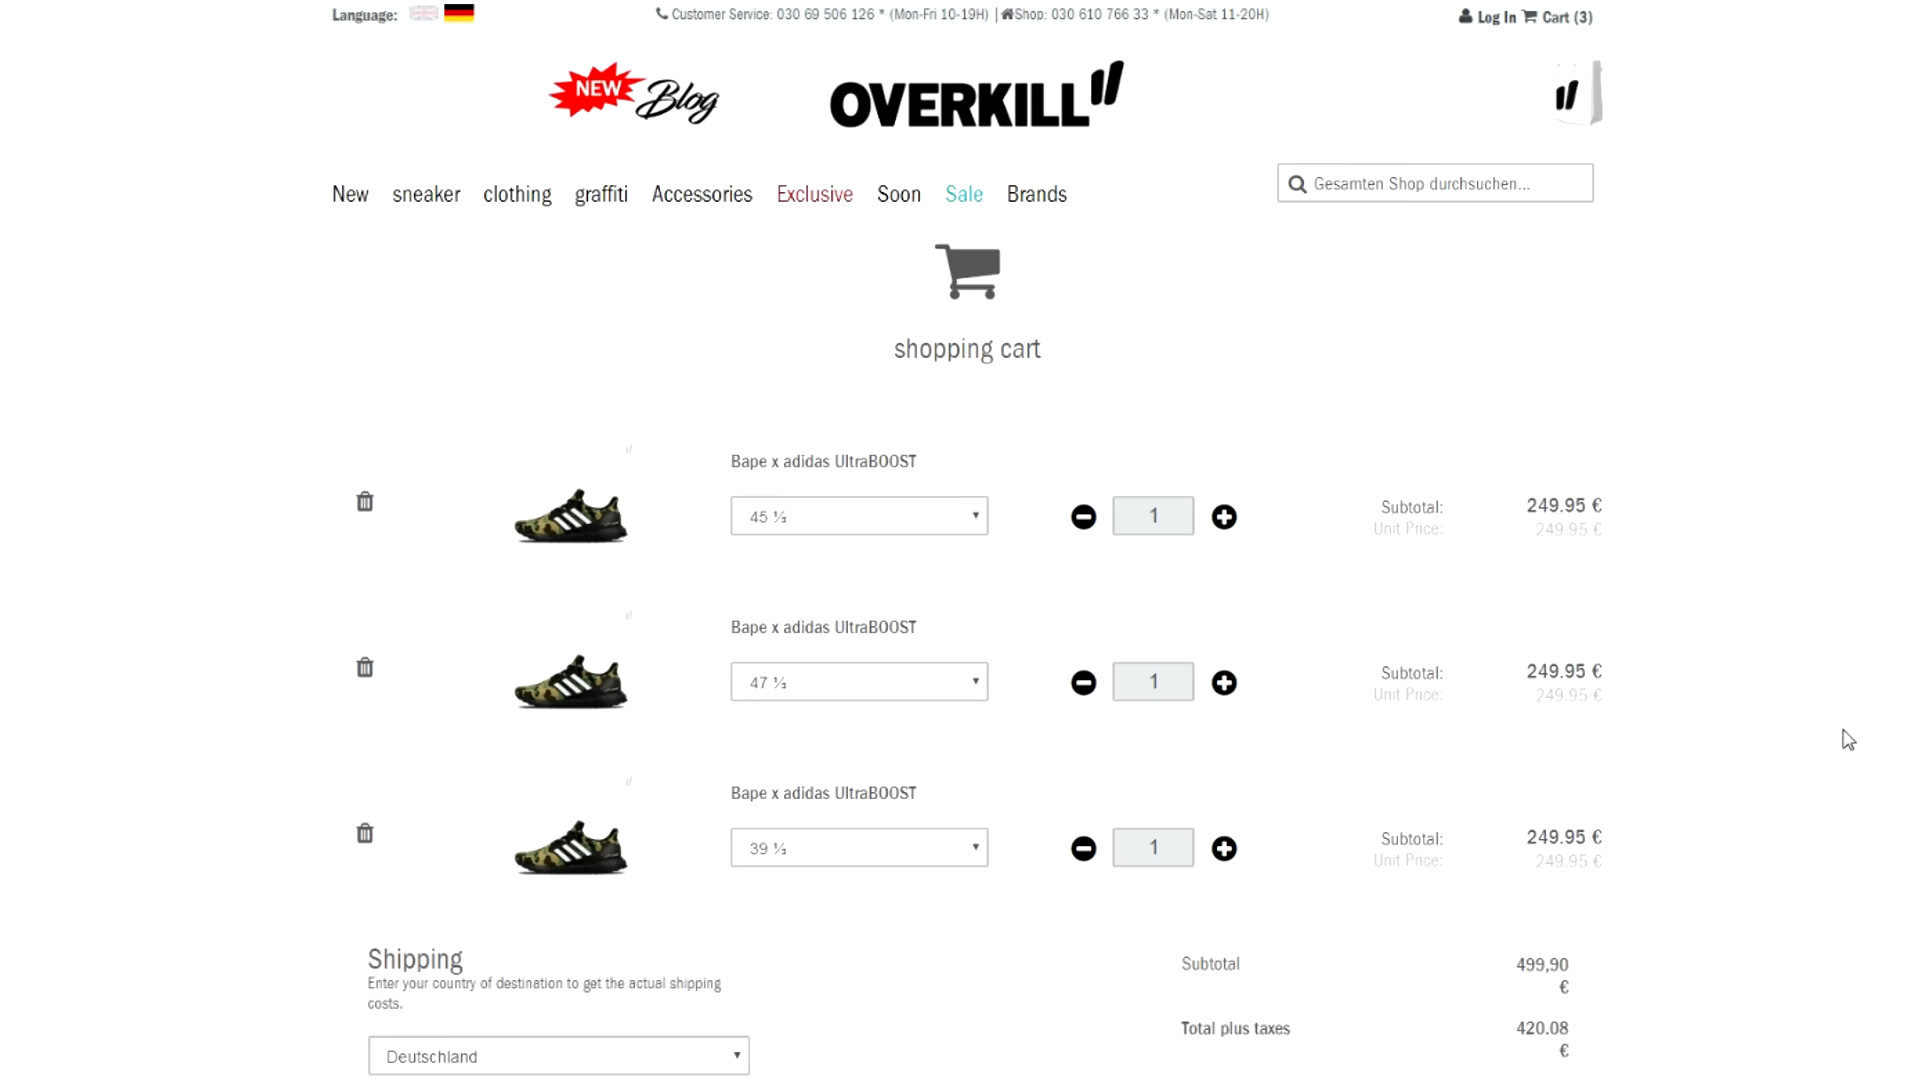 Language:
Customer Service: 030 69 506 126 * (Mon-Fri 10-19H) | Shop: 030 610 766 33 * (Mon-Sat 11-20H)
Log In Cart (3)
NEW Blog
OVERKILL
New sneaker clothing graffiti Accessories Exclusive Soon Sale Brands
Gesamten Shop durchsuchen...
shopping cart
Bape x adidas UltraBOOST
45 ⅓
1
Subtotal: 249.95 €
Unit Price: 249.95 €
Bape x adidas UltraBOOST
47 ⅓
1
Subtotal: 249.95 €
Unit Price: 249.95 €
Bape x adidas UltraBOOST
39 ⅓
1
Subtotal: 249.95 €
Unit Price: 249.95 €
Shipping
Enter your country of destination to get the actual shipping
costs.
Deutschland
Subtotal 499,90
€
Total plus taxes 420.08
€